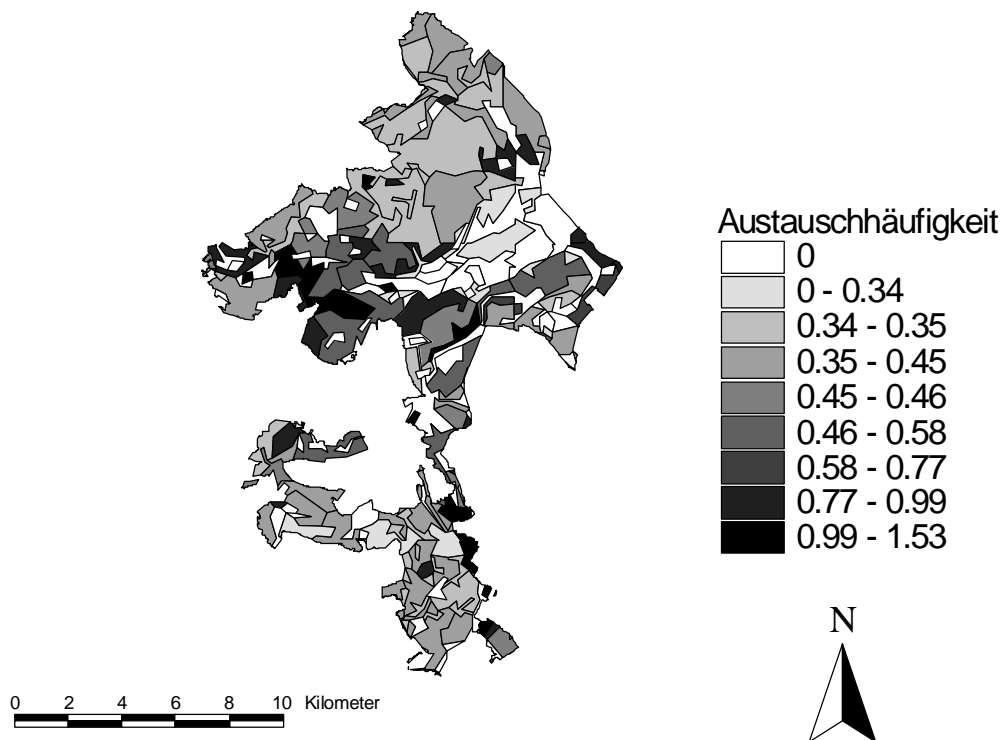 Austauschhäufigkeit
0
0 - 0.34
0.34 - 0.35
0.35 - 0.45
0.45 - 0.46
0.46 - 0.58
0.58 - 0.77
0.77 - 0.99
0.99 - 1.53
N
0 2 4 6 8 10 Kilometer